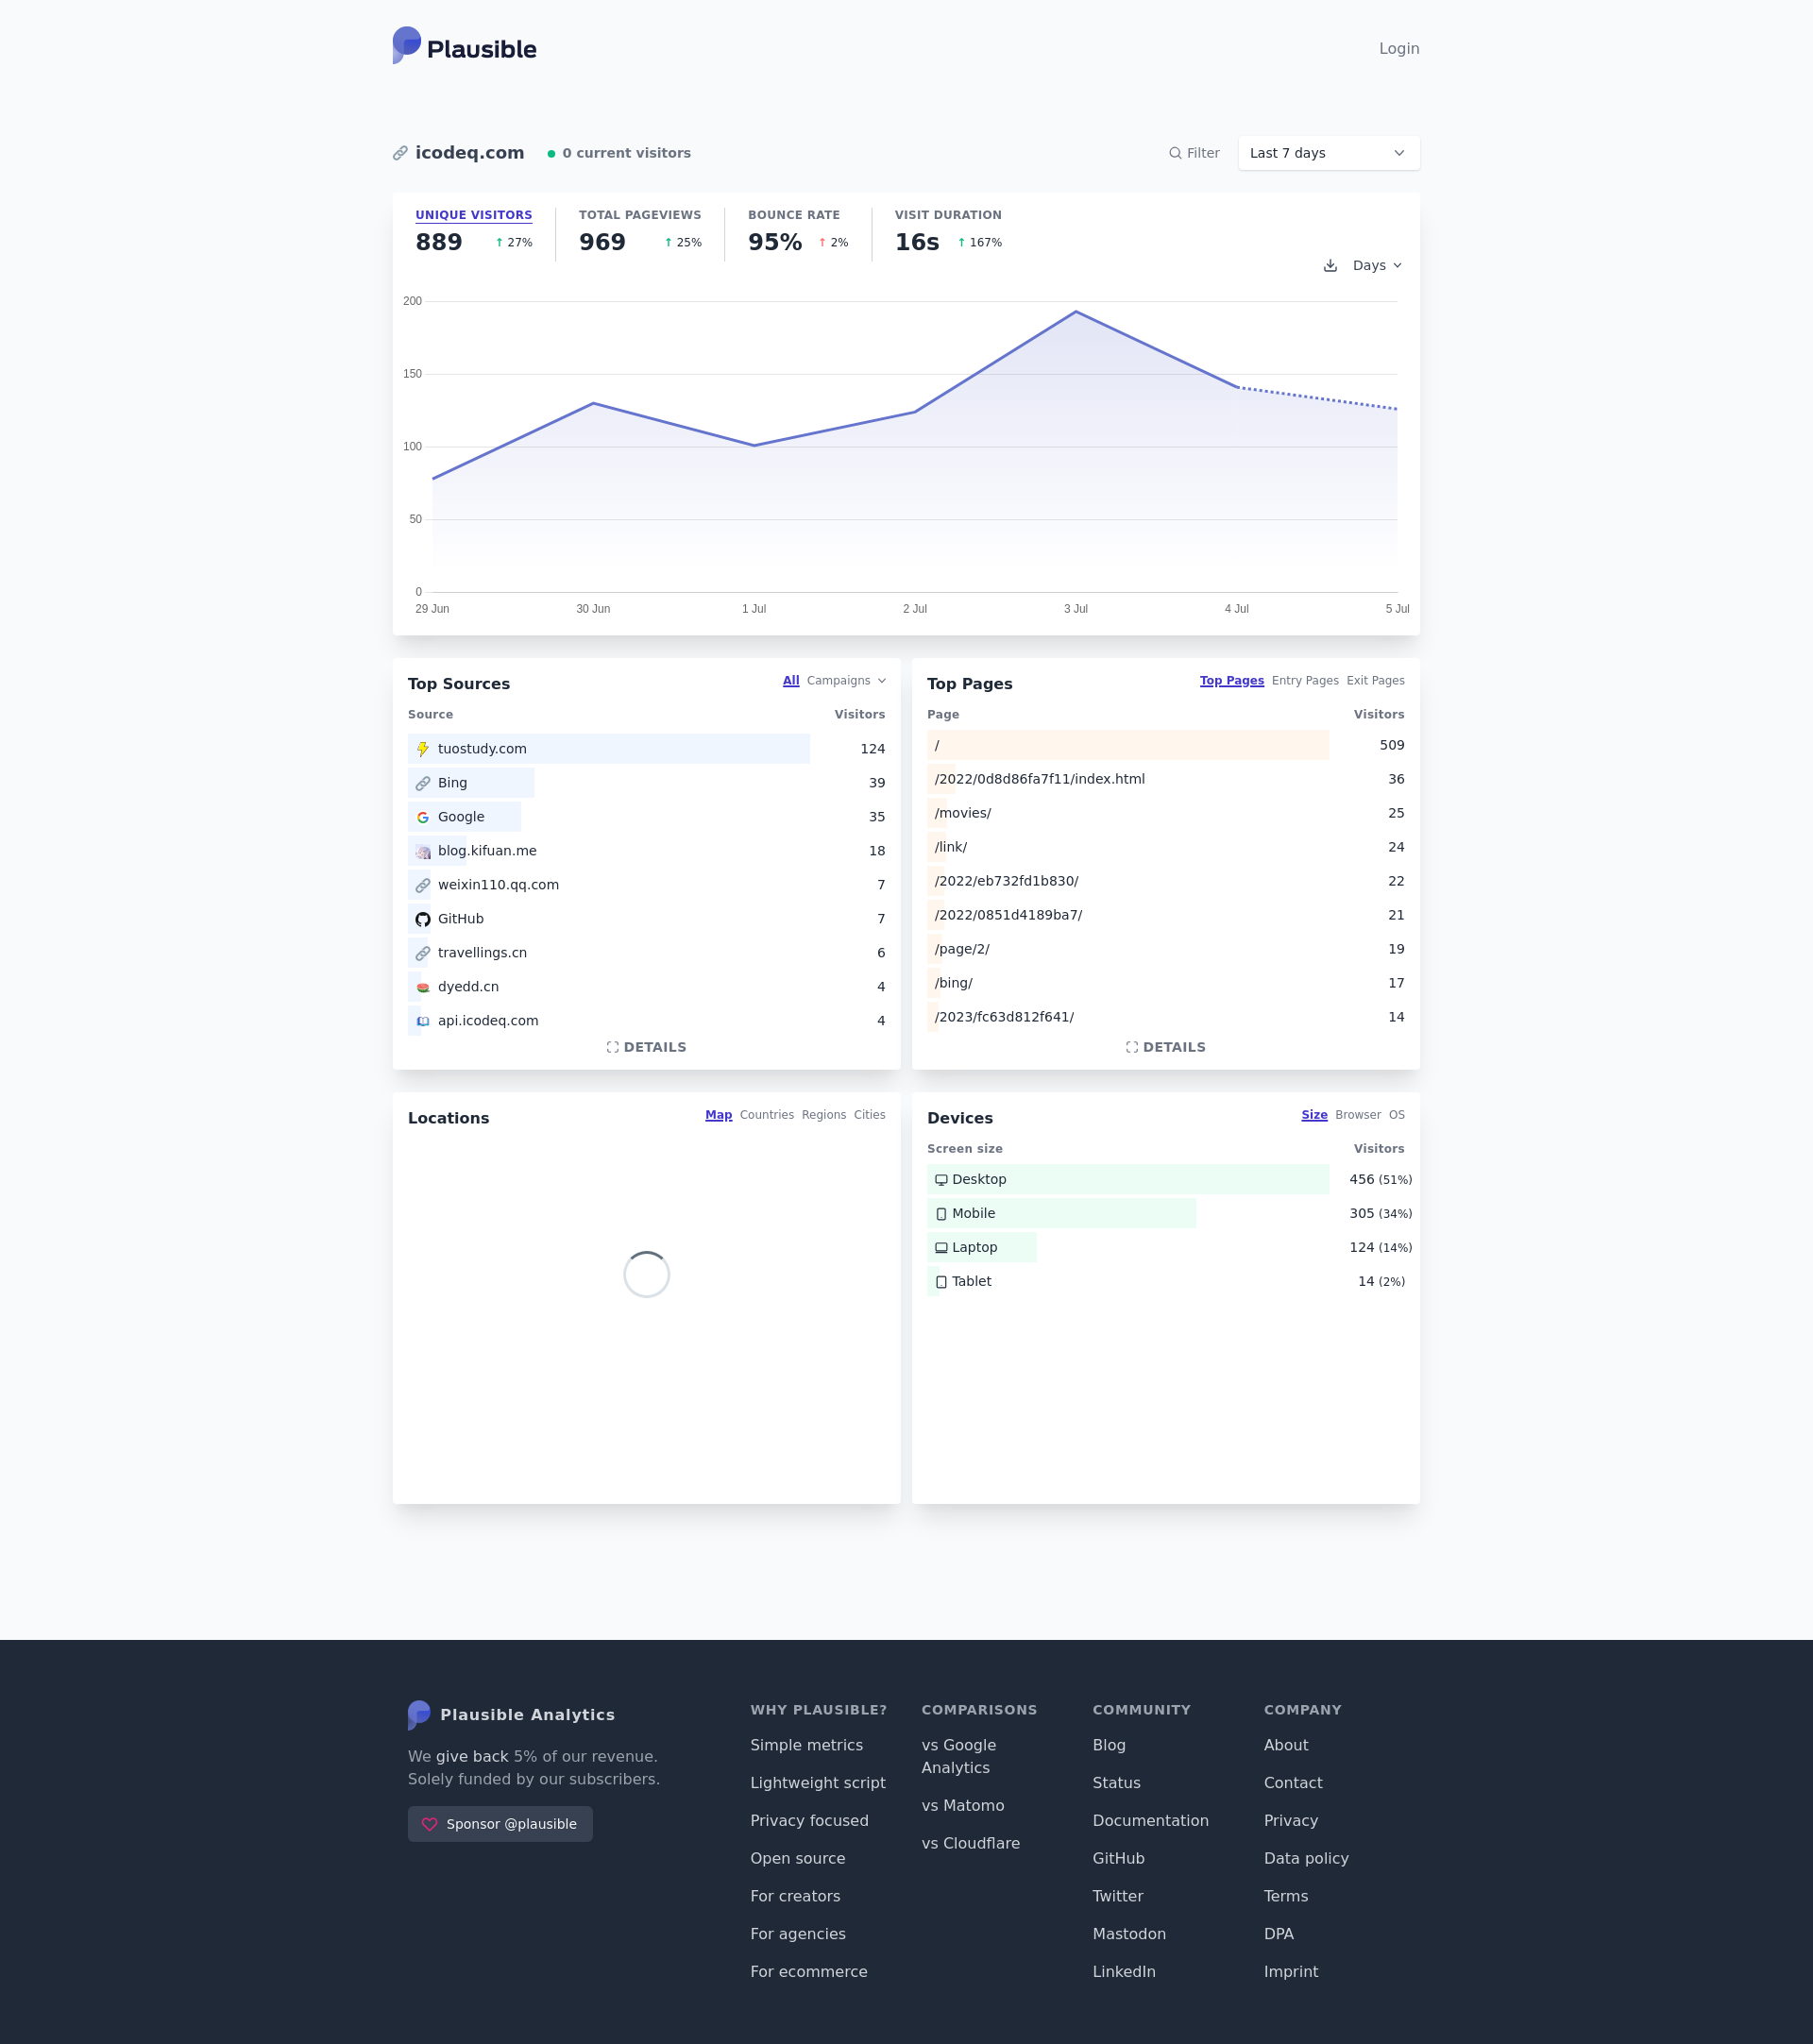 Plausible
Login
icodeq.com
0 current visitors
Filter
Last 7 days
UNIQUE VISITORS
889
27%
TOTAL PAGEVIEWS
969
25%
BOUNCE RATE
95%
2%
VISIT DURATION
16s
167%
Days
200
150
100
50
0
29 Jun
30 Jun
1 Jul
2 Jul
3 Jul
4 Jul
5 Jul
Top Sources
All Campaigns
Source Visitors
tuostudy.com 124
Bing 39
Google 35
blog.kifuan.me 18
weixin110.qq.com 7
GitHub 7
travellings.cn 6
dyedd.cn 4
api.icodeq.com 4
DETAILS
Top Pages
Top Pages Entry Pages Exit Pages
Page Visitors
/ 509
/2022/0d8d86fa7f11/index.html 36
/movies/ 25
/link/ 24
/2022/eb732fd1b830/ 22
/2022/0851d4189ba7/ 21
/page/2/ 19
/bing/ 17
/2023/fc63d812f641/ 14
DETAILS
Locations
Map Countries Regions Cities
Devices
Size Browser OS
Screen size Visitors
Desktop 456 (51%)
Mobile 305 (34%)
Laptop 124 (14%)
Tablet 14 (2%)
Plausible Analytics
We give back 5% of our revenue.
Solely funded by our subscribers.
Sponsor @plausible
WHY PLAUSIBLE?
Simple metrics
Lightweight script
Privacy focused
Open source
For creators
For agencies
For ecommerce
COMPARISONS
vs Google
Analytics
vs Matomo
vs Cloudflare
COMMUNITY
Blog
Status
Documentation
GitHub
Twitter
Mastodon
LinkedIn
COMPANY
About
Contact
Privacy
Data policy
Terms
DPA
Imprint